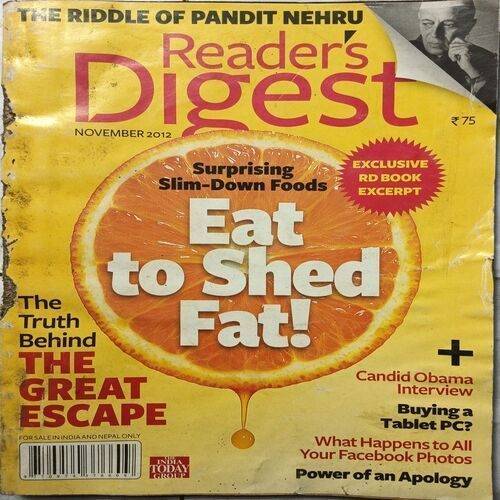 THE RIDDLE OF PANDIT NEHRU
Reader's
Digest
NOVEMBER 2012
₹75
Surprising
Slim-Down Foods
EXCLUSIVE
RD BOOK
EXCERPT
Eat
to Shed
Fat!
The
Truth
Behind
THE
GREAT
ESCAPE
FOR SALE IN INDIA AND NEPAL ONLY
THE
INDIA
TODAY
GROUP
+
Candid Obama
Interview
Buying a
Tablet PC?
What Happens to All
Your Facebook Photos
Power of an Apology